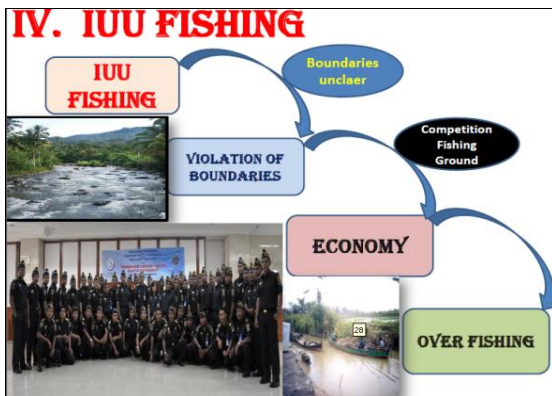 IV. IUU FISHING
IUU
FISHING
Boundaries
unclaer
VIOLATION OF
BOUNDARIES
Competition
Fishing
Ground
ECONOMY
28
OVER FISHING